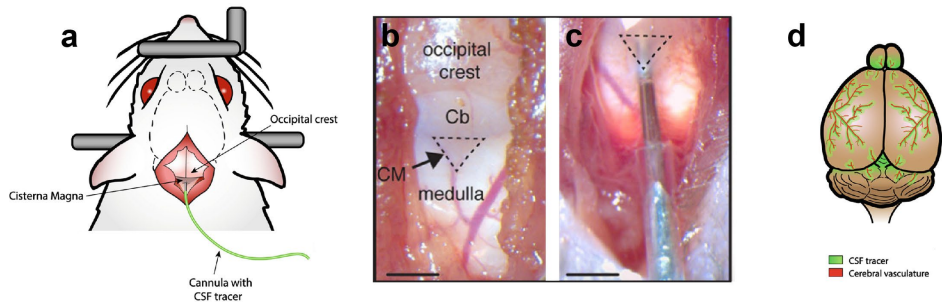 a
Occipital crest
Cisterna Magna
Cannula with
CSF tracer
b
occipital
crest
Cb
CM
medulla
c
d
CSF tracer
Cerebral vasculature